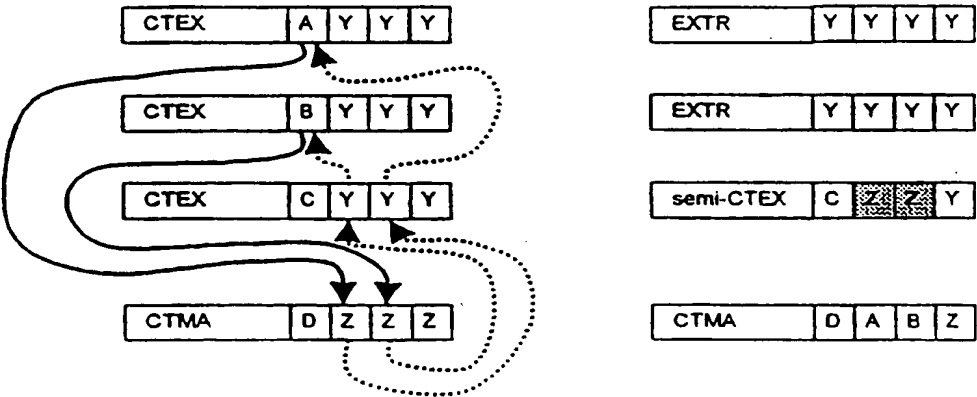 CTEX A Y Y Y EXTR Y Y Y Y
CTEX B Y Y Y EXTR Y Y Y Y
CTEX C Y Y Y semi-CTEX C Z Z Y
CTMA D Z Z Z CTMA D A B Z